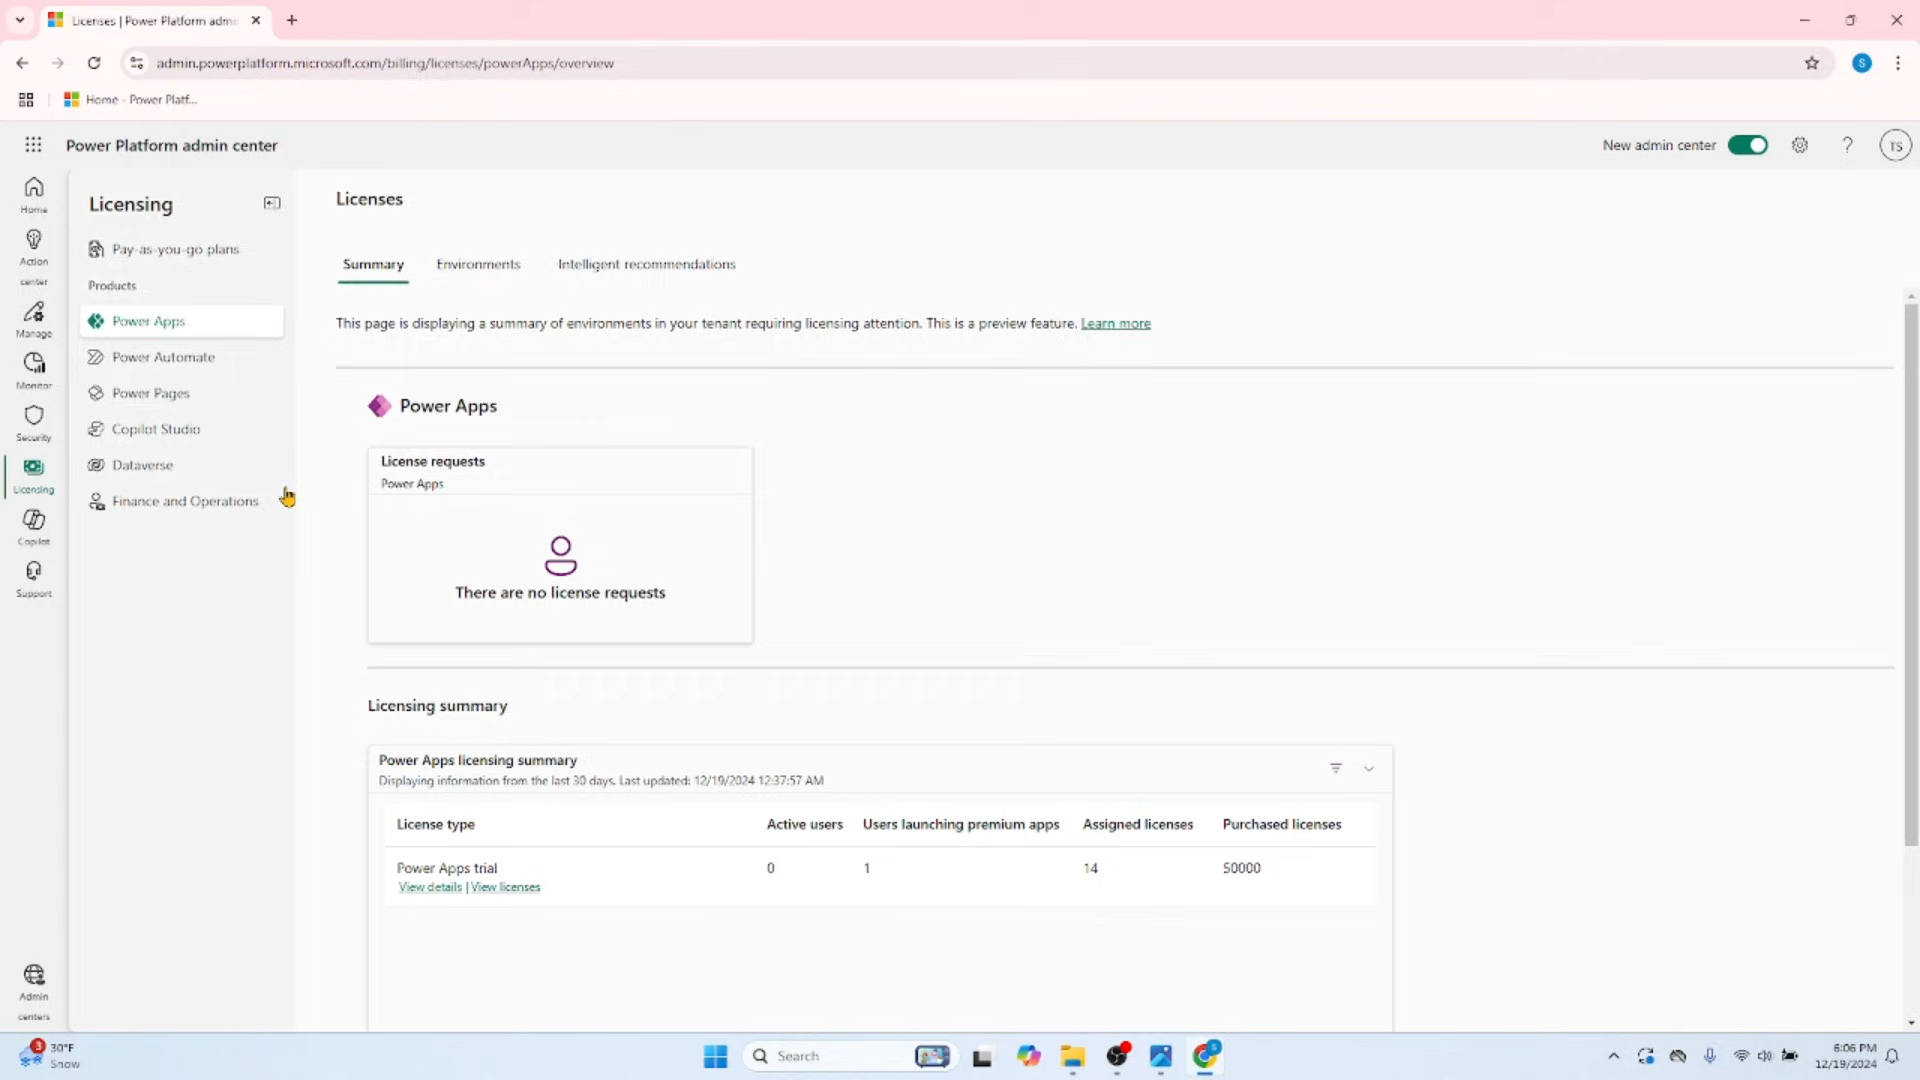 Licenses | Power Platform admi
admin.powerplatform.microsoft.com/billing/licenses/powerApps/overview
S
Home - Power Platf...
Power Platform admin center
New admin center
TS
Home
Action center
Manage
Monitor
Security
Licensing
Copilot
Support
Admin centers
Licensing
Pay-as-you-go plans
Products
Power Apps
Power Automate
Power Pages
Copilot Studio
Dataverse
Finance and Operations
Licenses
Summary Environments Intelligent recommendations
This page is displaying a summary of environments in your tenant requiring licensing attention. This is a preview feature. Learn more
Power Apps
License requests
Power Apps
There are no license requests
Licensing summary
Power Apps licensing summary
Displaying information from the last 30 days. Last updated: 12/19/2024 12:37:57 AM
License type Active users Users launching premium apps Assigned licenses Purchased licenses
Power Apps trial 0 1 14 50000
View details | View licenses
3
30°F
Snow
Search
S
6:06 PM
12/19/2024